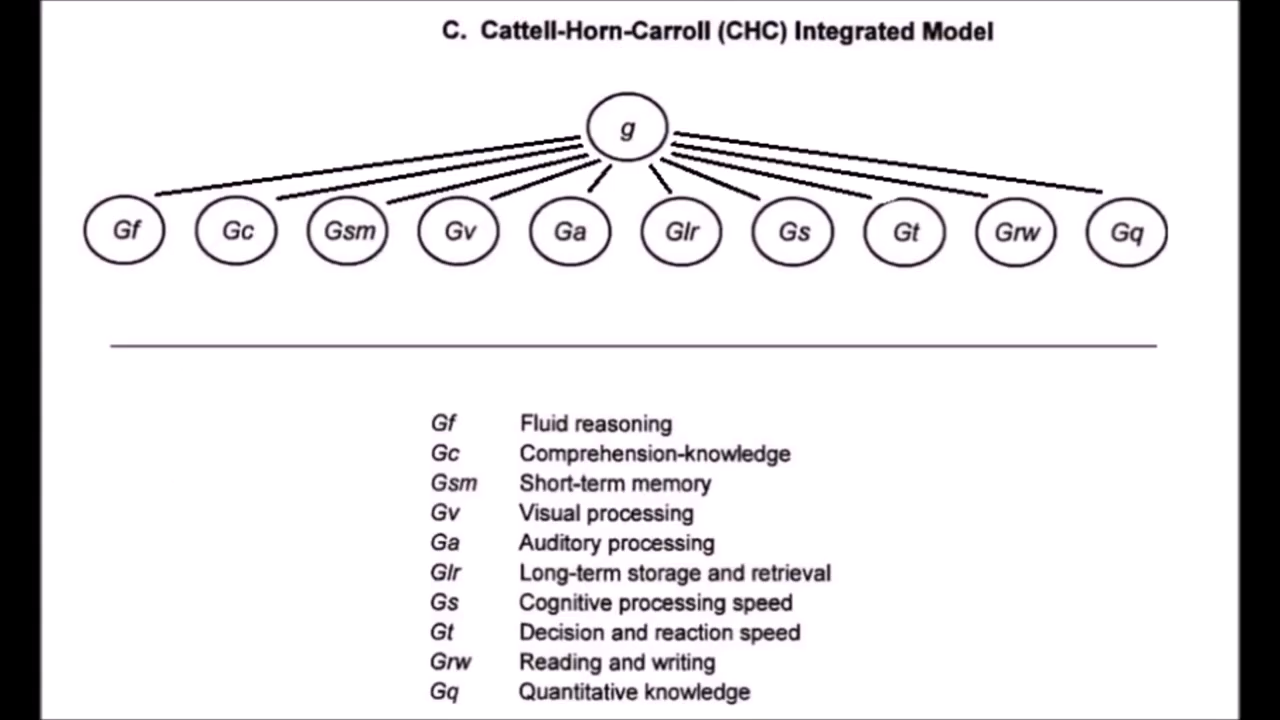 C. Cattell-Horn-Carroll (CHC) Integrated Model
g
Gf Gc Gsm Gv Ga Glr Gs Gt Grw Gq
Gf Fluid reasoning
Gc Comprehension-knowledge
Gsm Short-term memory
Gv Visual processing
Ga Auditory processing
Glr Long-term storage and retrieval
Gs Cognitive processing speed
Gt Decision and reaction speed
Grw Reading and writing
Gq Quantitative knowledge